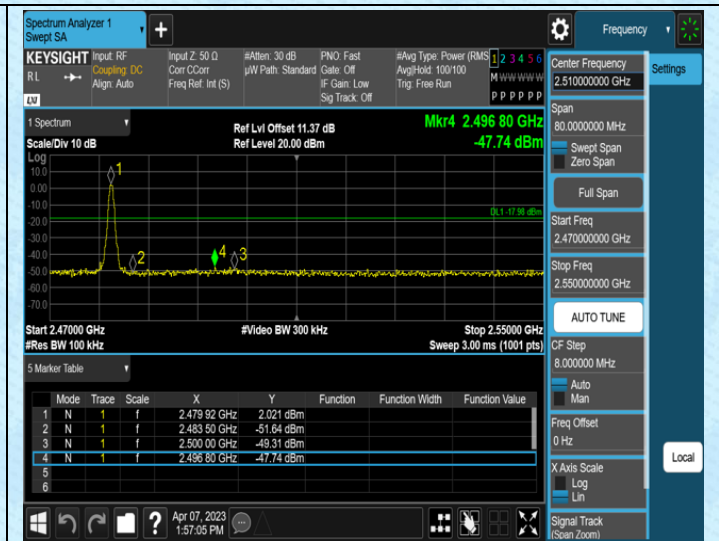 Spectrum Analyzer 1
Swept SA
Frequency
KEYSIGHT
RL
LXI
Input: RF
Coupling: DC
Align: Auto
Input Z: 50 Ω
Corr CCorr
Freq Ref: Int (S)
#Atten: 30 dB
µW Path: Standard
PNO: Fast
Gate: Off
IF Gain: Low
Sig Track: Off
#Avg Type: Power (RMS
Avg|Hold: 100/100
Trig: Free Run
1 2 3 4 5 6
M W W W W W
P P P P P P
Center Frequency
2.510000000 GHz
Settings
Span
80.0000000 MHz
Swept Span
Zero Span
Full Span
Start Freq
2.470000000 GHz
Stop Freq
2.550000000 GHz
AUTO TUNE
CF Step
8.000000 MHz
Auto
Man
Freq Offset
0 Hz
X Axis Scale
Log
Lin
Signal Track
(Span Zoom)
Local
1 Spectrum
Scale/Div 10 dB
Ref Lvl Offset 11.37 dB
Ref Level 20.00 dBm
Mkr4 2.496 80 GHz
-47.74 dBm
Log
10.0
0.00
-10.0
-20.0
-30.0
-40.0
-50.0
-60.0
-70.0
1
2
4
3
DL1 -17.98 dBm
Start 2.47000 GHz
#Video BW 300 kHz
Stop 2.55000 GHz
#Res BW 100 kHz
Sweep 3.00 ms (1001 pts)
5 Marker Table
Mode Trace Scale X Y Function Function Width Function Value
1 N 1 f 2.479 92 GHz 2.021 dBm
2 N 1 f 2.483 50 GHz -51.64 dBm
3 N 1 f 2.500 00 GHz -49.31 dBm
4 N 1 f 2.496 80 GHz -47.74 dBm
5
6
?
Apr 07, 2023
1:57:05 PM